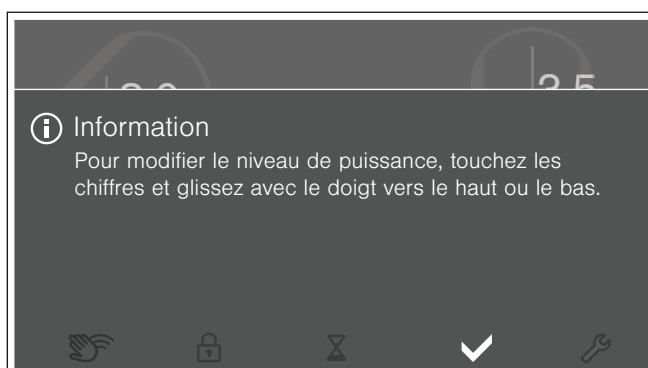 Information
Pour modifier le niveau de puissance, touchez les
chiffres et glissez avec le doigt vers le haut ou le bas.